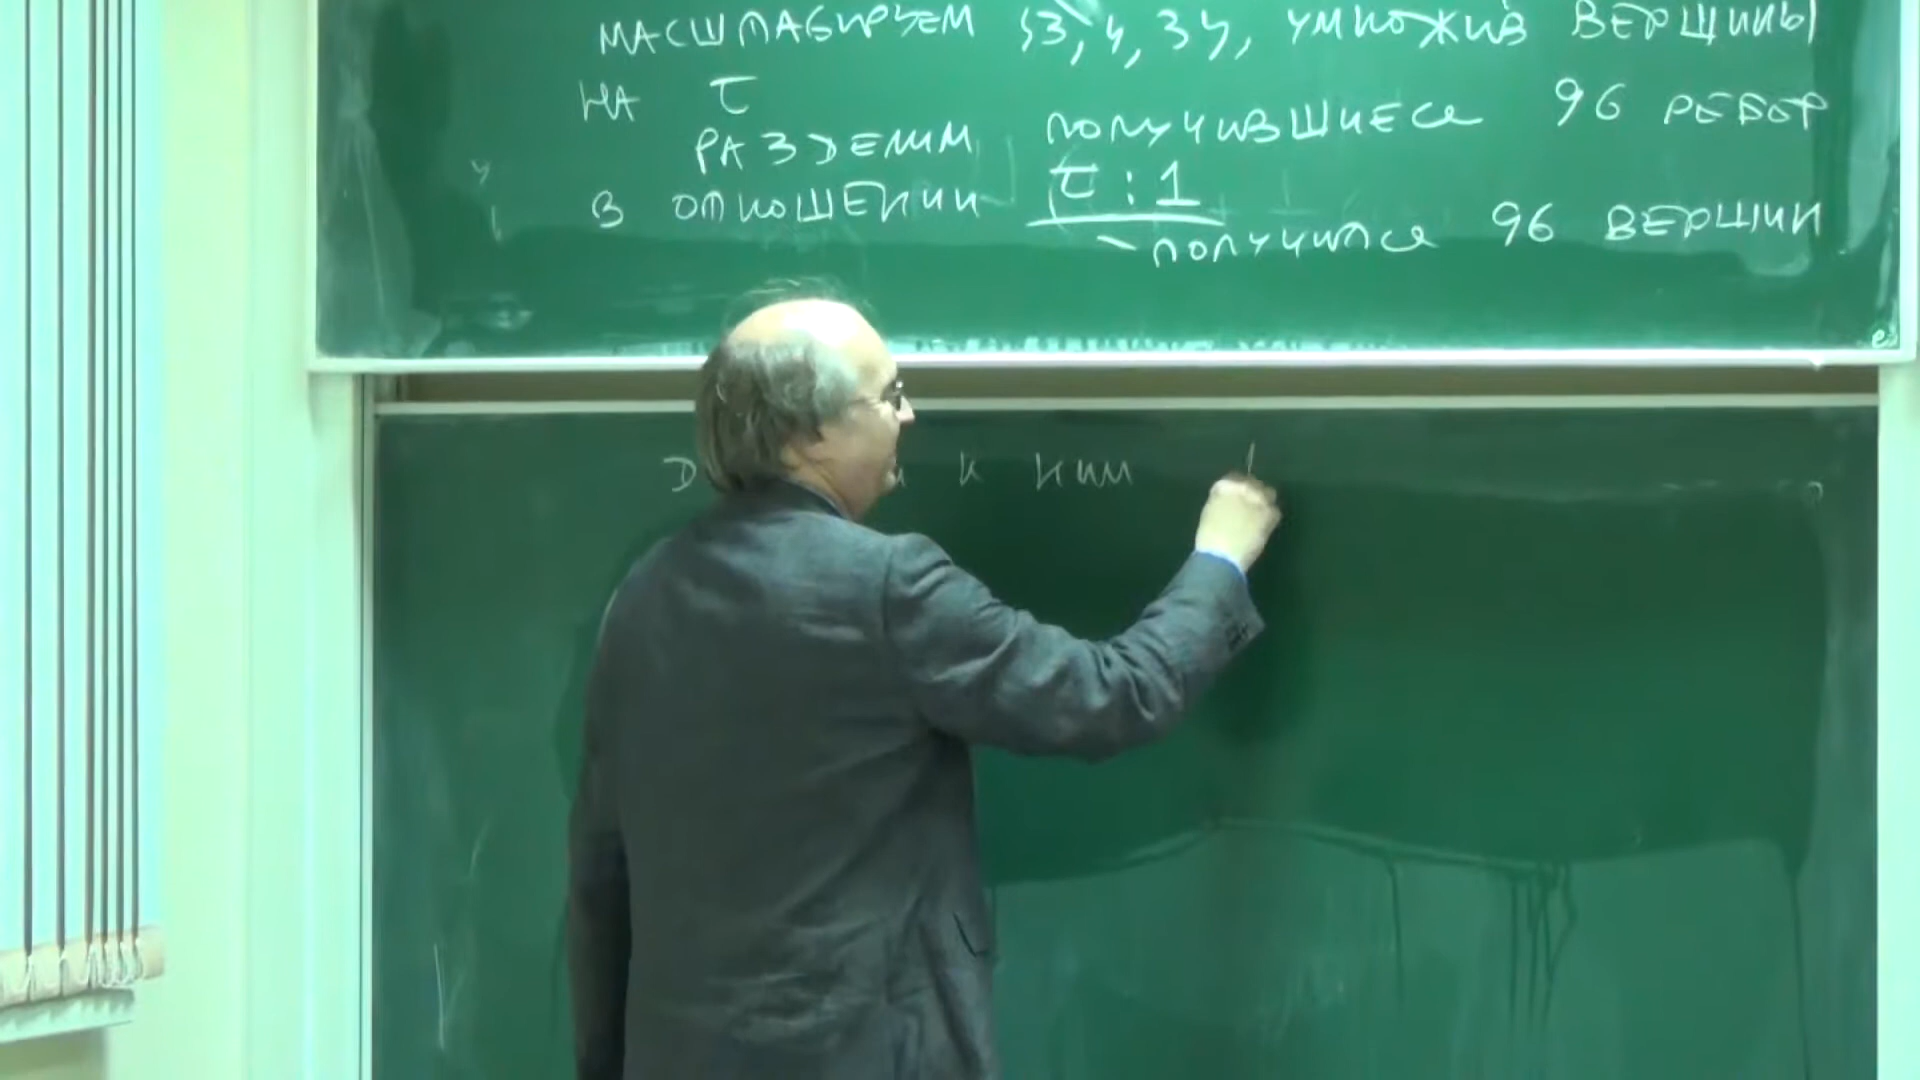 МАСШТАБИРУЕМ {3, 4, 3}, УМНОЖИВ ВЕРШИНЫ
НА τ
РАЗДЕЛИМ ПОЛУЧИВШИЕСЯ 96 РЕБЕР
В ОТНОШЕНИИ τ : 1 – ПОЛУЧИТСЯ 96 ВЕРШИН
К НИМ